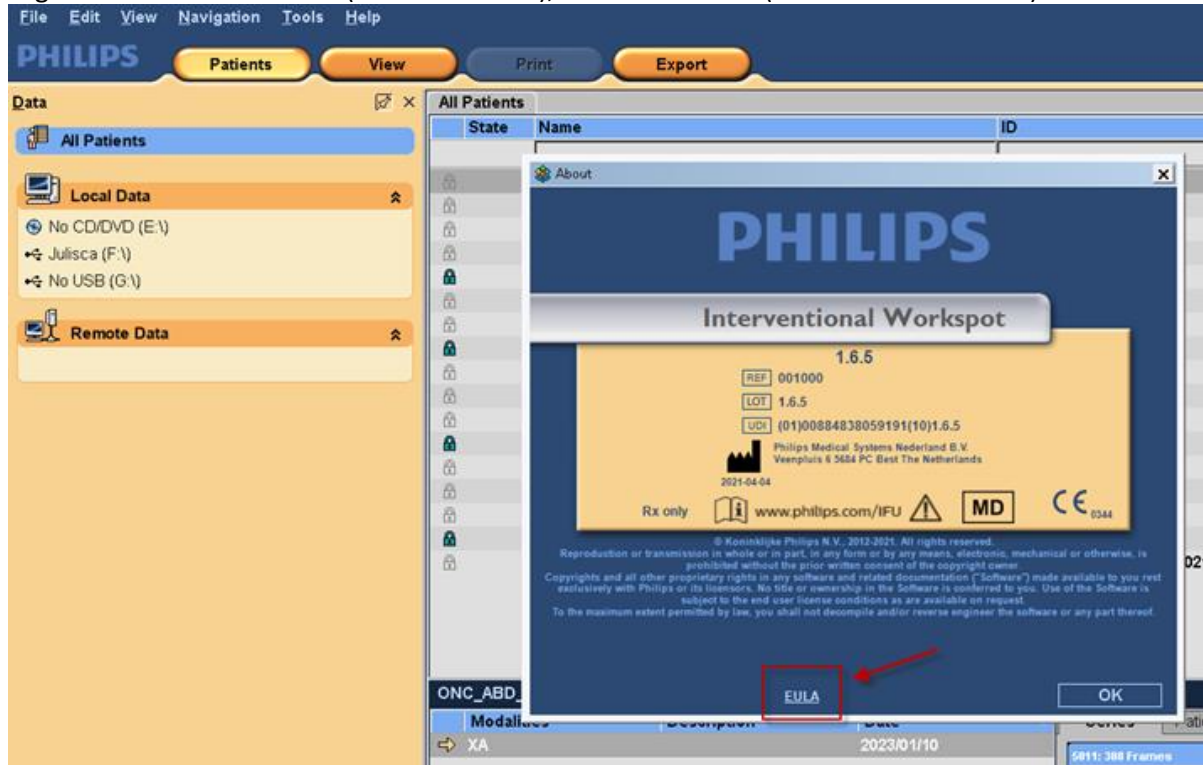 File Edit View Navigation Tools Help
PHILIPS
Patients View Print Export
Data
All Patients
Local Data
No CD/DVD (E:\)
Julisca (F:\)
No USB (G:\)
Remote Data
All Patients
State Name ID
About
PHILIPS
Interventional Workspot
1.6.5
REF 001000
LOT 1.6.5
UDI (01)00884838059191(10)1.6.5
Philips Medical Systems Nederland B.V.
Veenpluis 6 5684 PC Best The Netherlands
2021-04-04
Rx only www.philips.com/IFU MD CE 0344
© Koninklijke Philips N.V., 2012-2021. All rights reserved.
Reproduction or transmission in whole or in part, in any form or by any means, electronic, mechanical or otherwise, is
prohibited without the prior written consent of the copyright owner.
Copyrights and all other proprietary rights in any software and related documentation ("Software") made available to you rest
exclusively with Philips or its licensors. No title or ownership in the Software is conferred to you. Use of the Software is
subject to the end user license conditions as are available on request.
To the maximum extent permitted by law, you shall not decompile and/or reverse engineer the software or any part thereof.
EULA
OK
02
ONC_ABD_
Modalities Description Date
XA 2023/01/10
Series Pati
5011: 388 Frames